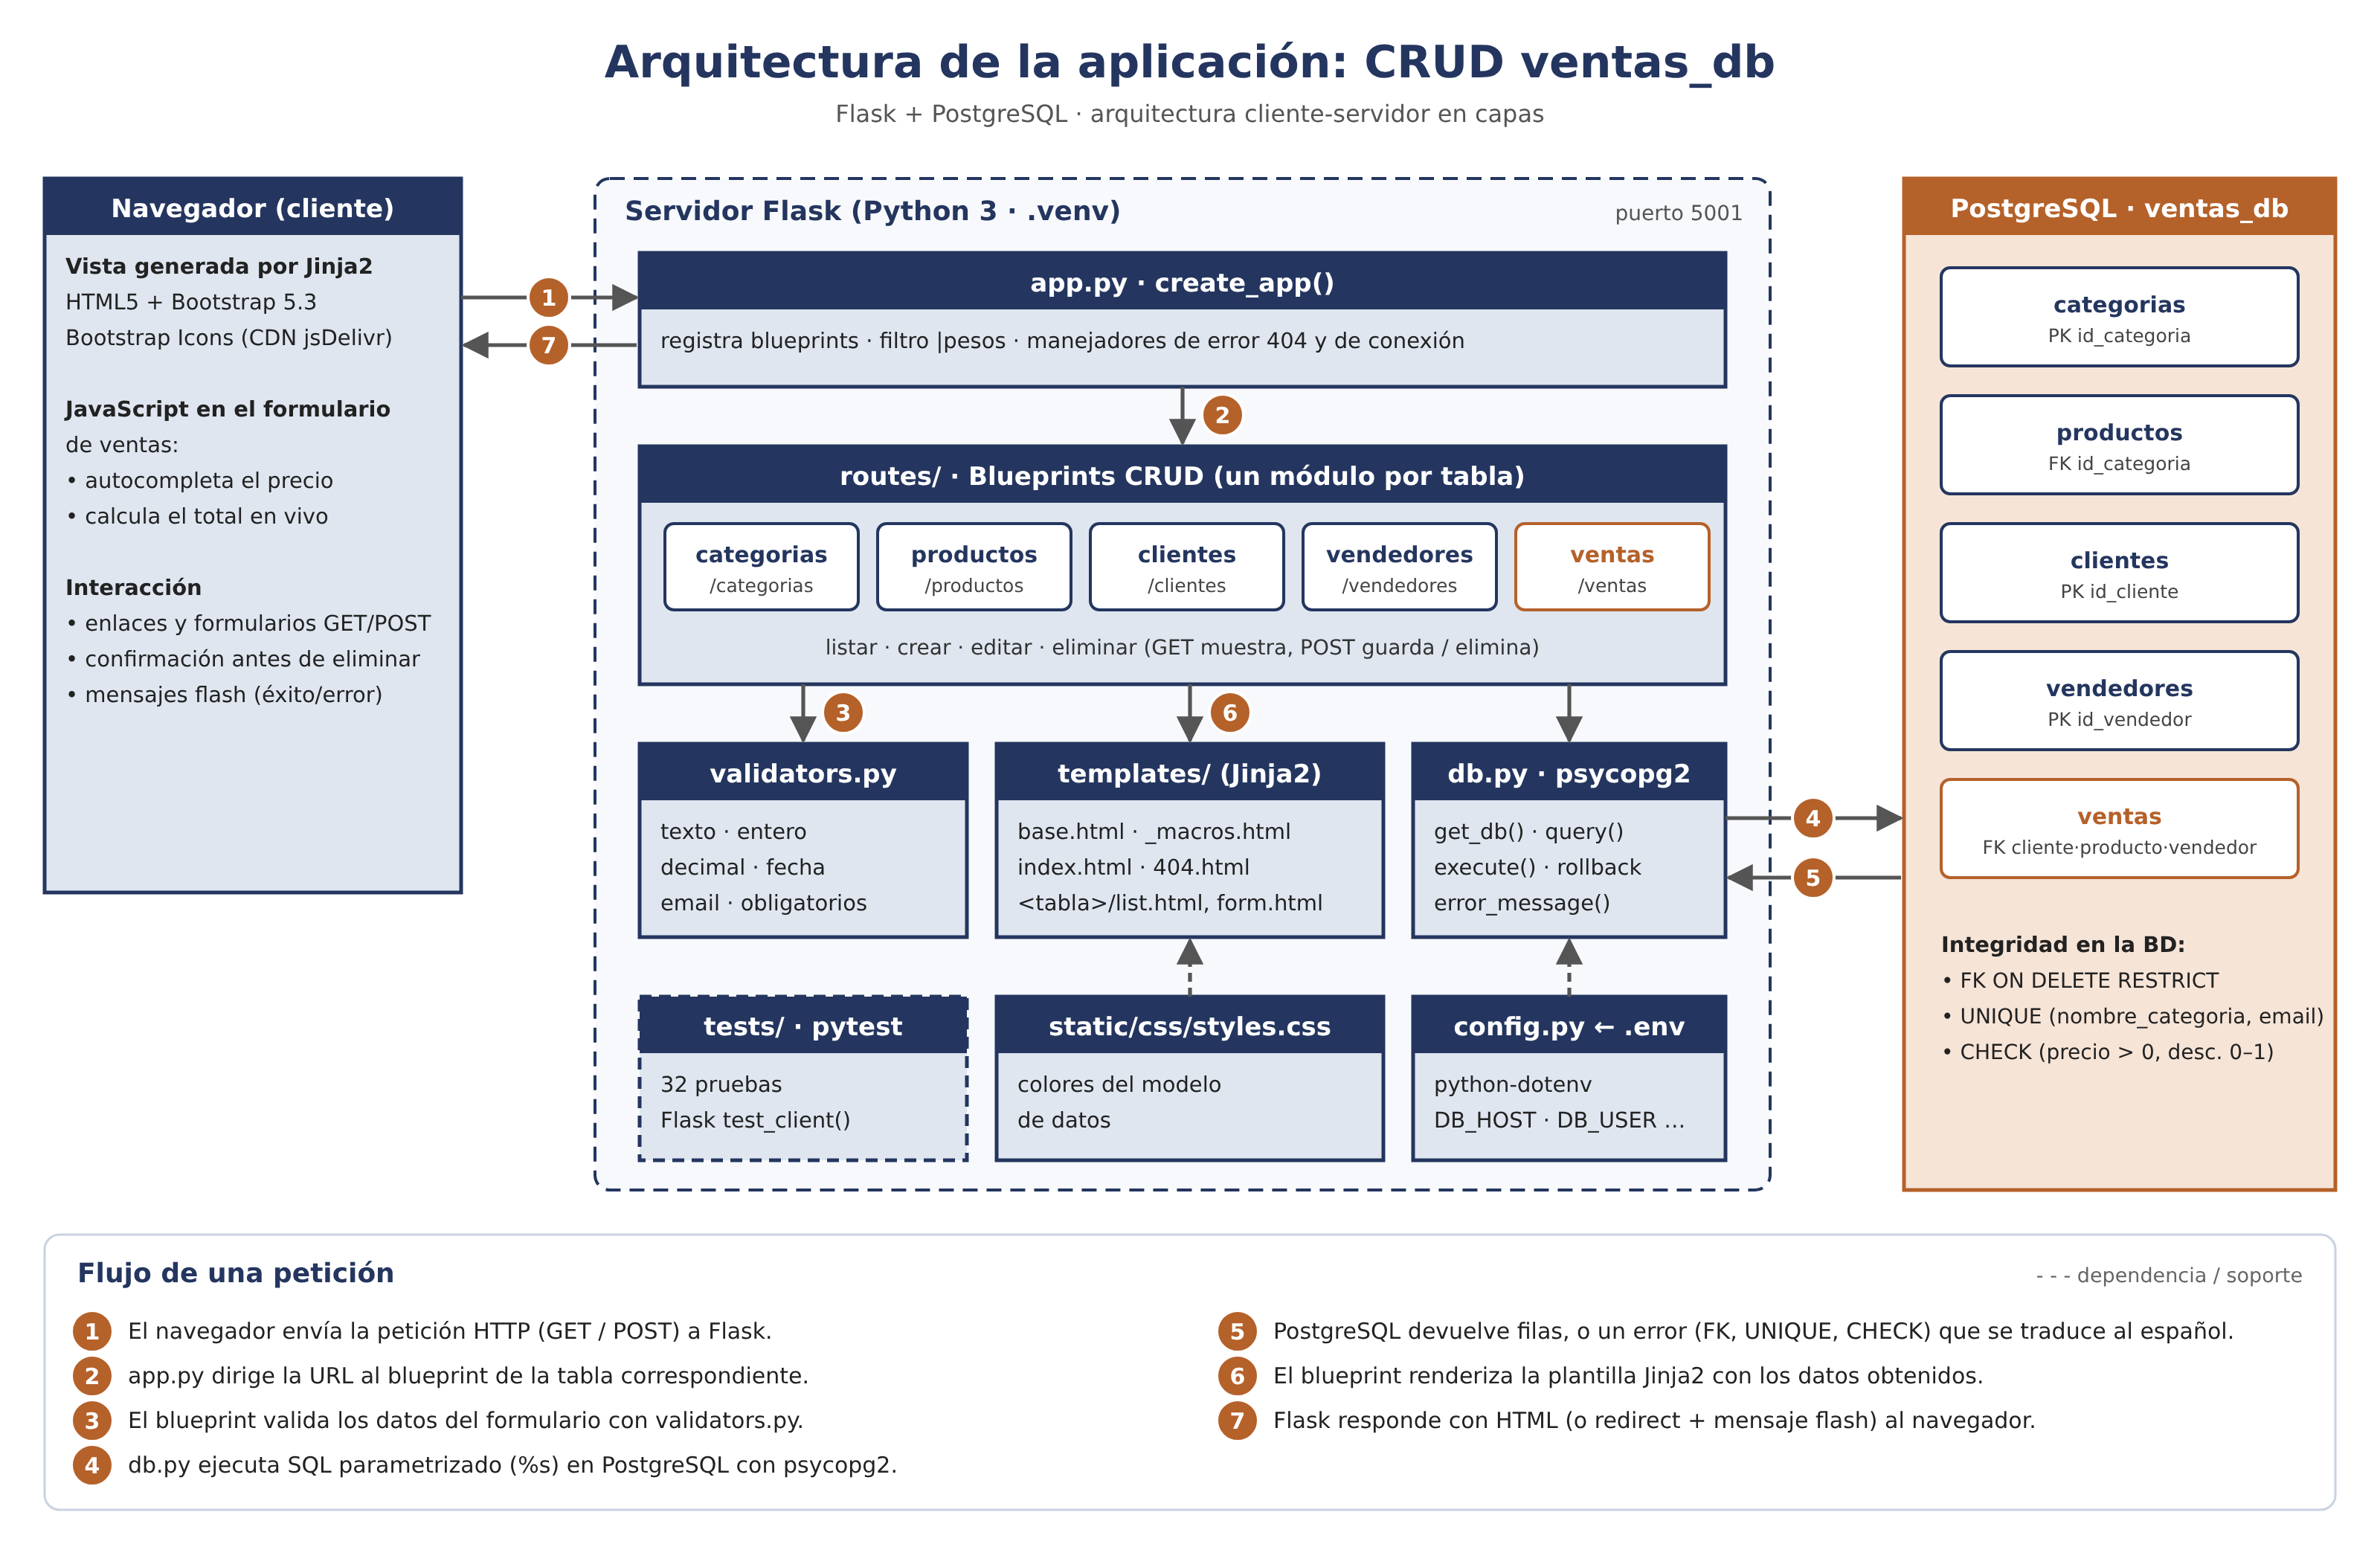 Arquitectura de la aplicación: CRUD ventas_db
Flask + PostgreSQL · arquitectura cliente-servidor en capas
Navegador (cliente)
Vista generada por Jinja2
HTML5 + Bootstrap 5.3
Bootstrap Icons (CDN jsDelivr)
JavaScript en el formulario
de ventas:
• autocompleta el precio
• calcula el total en vivo
Interacción
• enlaces y formularios GET/POST
• confirmación antes de eliminar
• mensajes flash (éxito/error)
1
7
Servidor Flask (Python 3 · .venv)
puerto 5001
app.py · create_app()
registra blueprints · filtro |pesos · manejadores de error 404 y de conexión
2
routes/ · Blueprints CRUD (un módulo por tabla)
categorias
/categorias
productos
/productos
clientes
/clientes
vendedores
/vendedores
ventas
/ventas
listar · crear · editar · eliminar (GET muestra, POST guarda / elimina)
3
6
validators.py
texto · entero
decimal · fecha
email · obligatorios
templates/ (Jinja2)
base.html · _macros.html
index.html · 404.html
<tabla>/list.html, form.html
db.py · psycopg2
get_db() · query()
execute() · rollback
error_message()
4
5
tests/ · pytest
32 pruebas
Flask test_client()
static/css/styles.css
colores del modelo
de datos
config.py ← .env
python-dotenv
DB_HOST · DB_USER ...
PostgreSQL · ventas_db
categorias
PK id_categoria
productos
FK id_categoria
clientes
PK id_cliente
vendedores
PK id_vendedor
ventas
FK cliente·producto·vendedor
Integridad en la BD:
• FK ON DELETE RESTRICT
• UNIQUE (nombre_categoria, email)
• CHECK (precio > 0, desc. 0–1)
Flujo de una petición
- - - dependencia / soporte
1 El navegador envía la petición HTTP (GET / POST) a Flask.
2 app.py dirige la URL al blueprint de la tabla correspondiente.
3 El blueprint valida los datos del formulario con validators.py.
4 db.py ejecuta SQL parametrizado (%s) en PostgreSQL con psycopg2.
5 PostgreSQL devuelve filas, o un error (FK, UNIQUE, CHECK) que se traduce al español.
6 El blueprint renderiza la plantilla Jinja2 con los datos obtenidos.
7 Flask responde con HTML (o redirect + mensaje flash) al navegador.